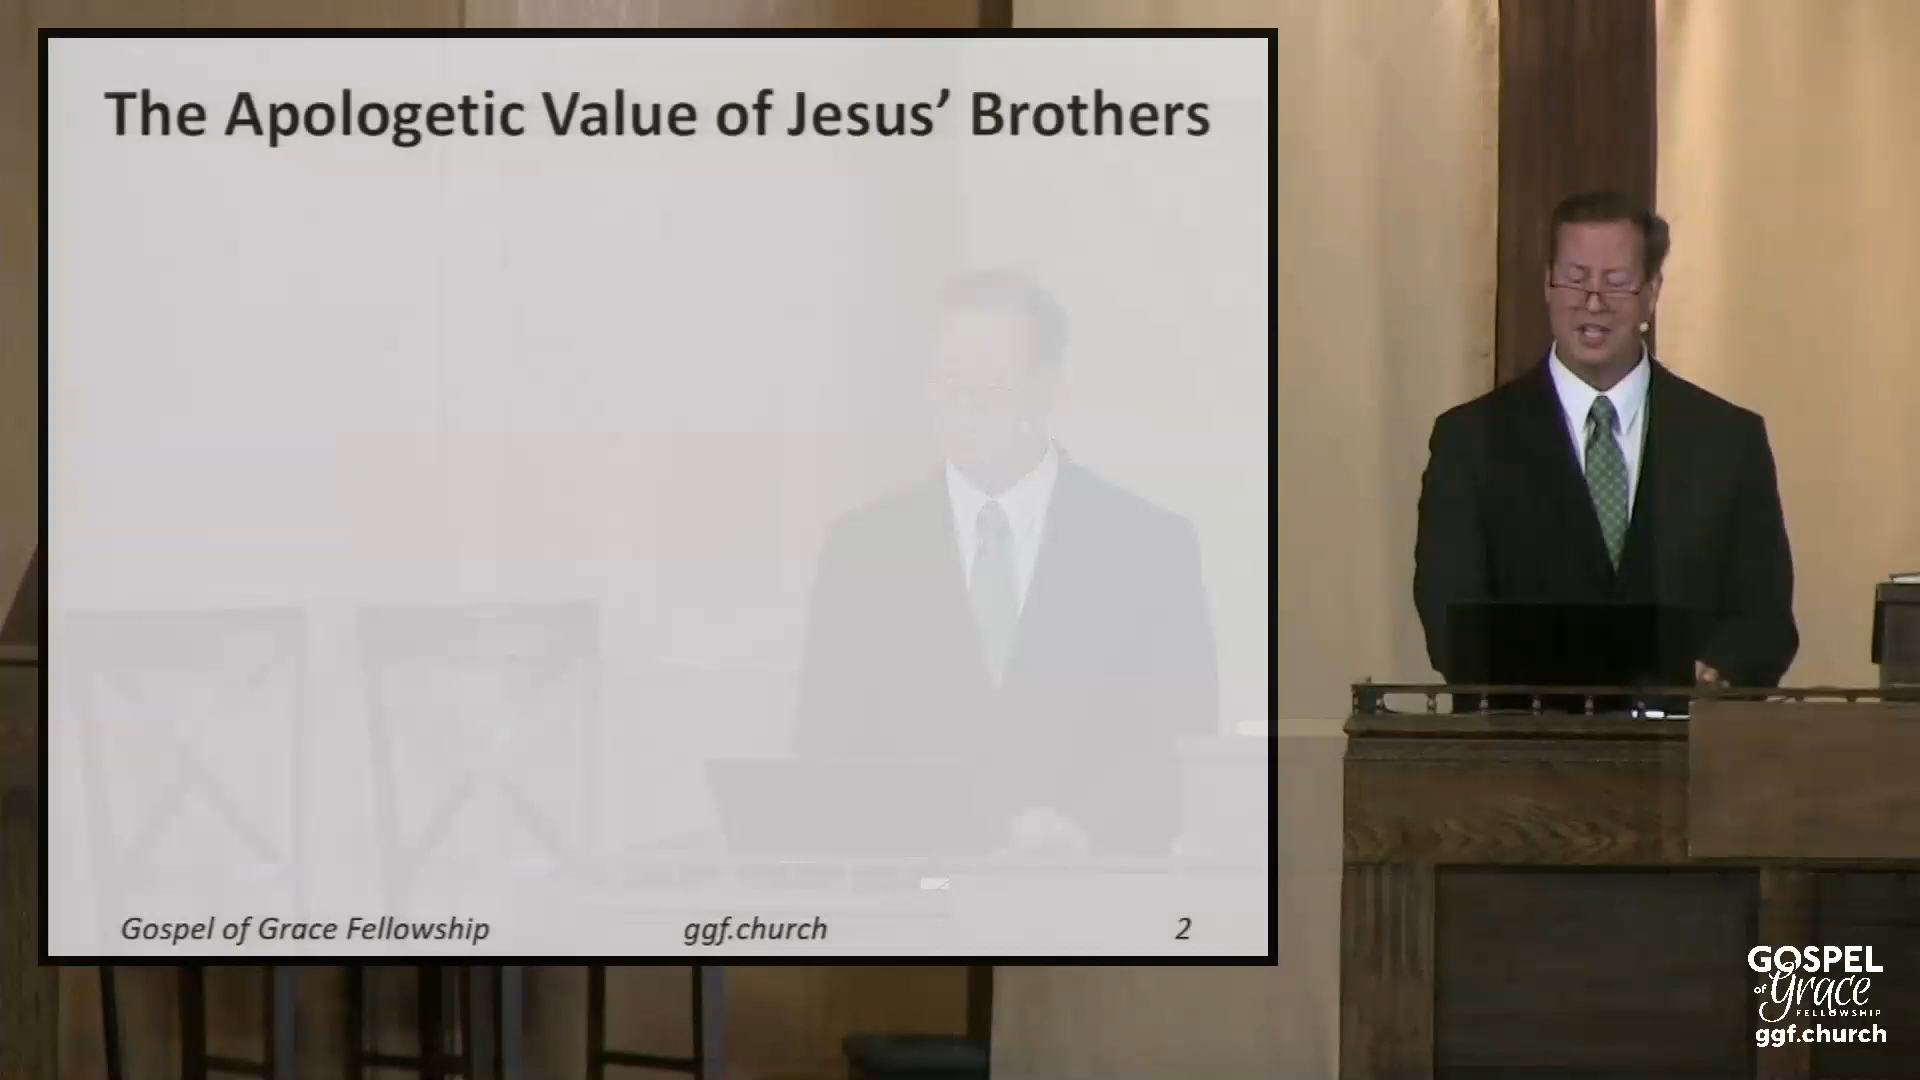 The Apologetic Value of Jesus’ Brothers
Gospel of Grace Fellowship ggf.church 2
GOSPEL
of Grace
FELLOWSHIP
ggf.church